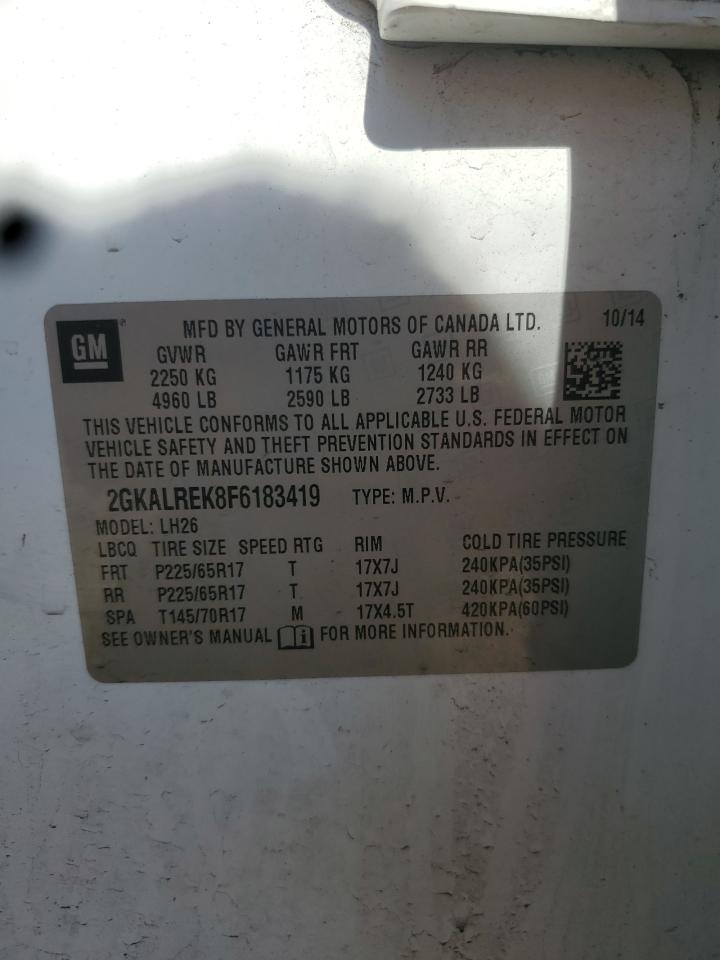 GM ® MFD BY GENERAL MOTORS OF CANADA LTD. 10/14
GVWR GAWR FRT GAWR RR
2250 KG 1175 KG 1240 KG
4960 LB 2590 LB 2733 LB
THIS VEHICLE CONFORMS TO ALL APPLICABLE U.S. FEDERAL MOTOR
VEHICLE SAFETY AND THEFT PREVENTION STANDARDS IN EFFECT ON
THE DATE OF MANUFACTURE SHOWN ABOVE.
2GKALREK8F6183419 TYPE: M.P.V.
MODEL: LH26
LBCQ TIRE SIZE SPEED RTG RIM COLD TIRE PRESSURE
FRT P225/65R17 T 17X7J 240KPA(35PSI)
RR P225/65R17 T 17X7J 240KPA(35PSI)
SPA T145/70R17 M 17X4.5T 420KPA(60PSI)
SEE OWNER'S MANUAL i FOR MORE INFORMATION.